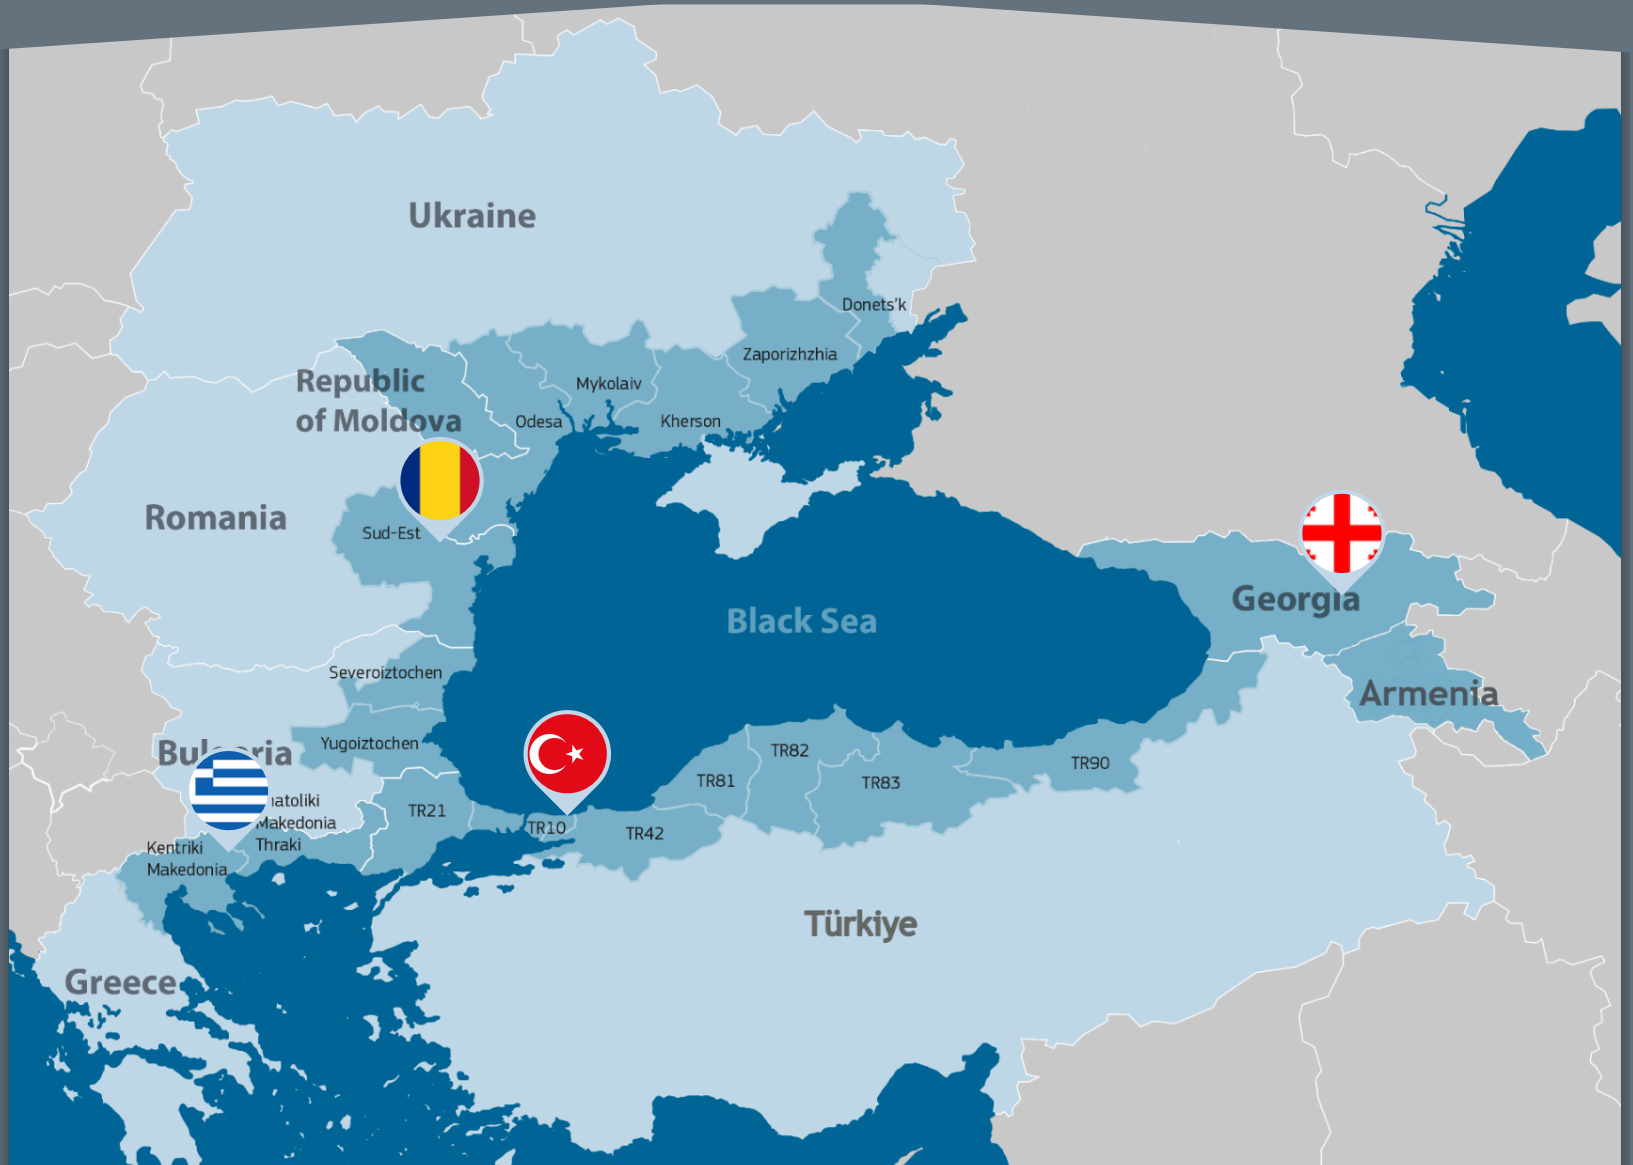 Ukraine
Donets'k
Zaporizhzhia
Republic
of Moldova
Mykolaiv
Odesa
Kherson
Romania
Sud-Est
Georgia
Black Sea
Severoiztochen
Armenia
Yugoiztochen
TR82
TR90
TR81
TR83
TR21
Makedonia
TR10
TR42
Thraki
Kentriki
Makedonia
Türkiye
Greece